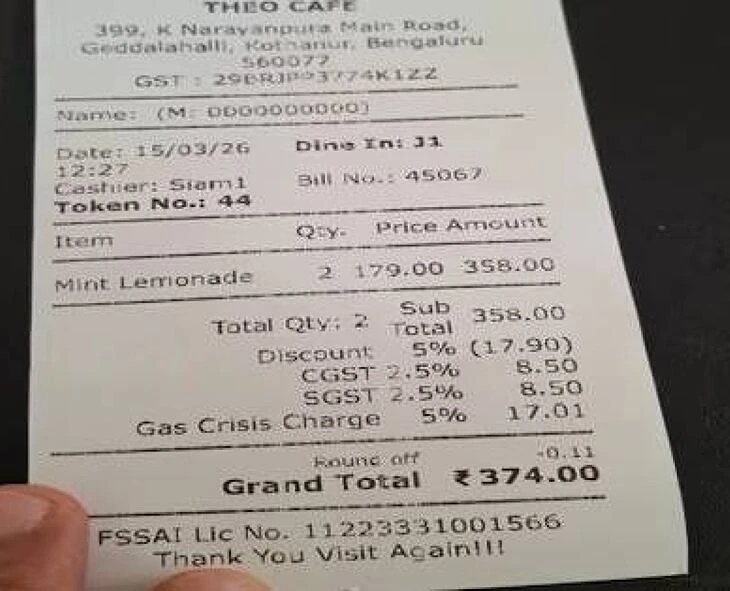 THEO CAFE
399, K Narayanpura Main Road,
Geddalahalli, Kothanur, Bengaluru
560077
GST :
Name: (M: 0000000000)
Date: 15/03/26 Dine In: J1
12:27
Cashier: Siam1 Bill No.: 45067
Token No.: 44
Item Qty. Price Amount
Mint Lemonade 2 179.00 358.00
Total Qty: 2 Sub Total 358.00
Discount 5% (17.90)
CGST 2.5% 8.50
SGST 2.5% 8.50
Gas Crisis Charge 5% 17.01
Round off -0.11
Grand Total ₹374.00
FSSAI Lic No. 11223331001566
Thank You Visit Again!!!